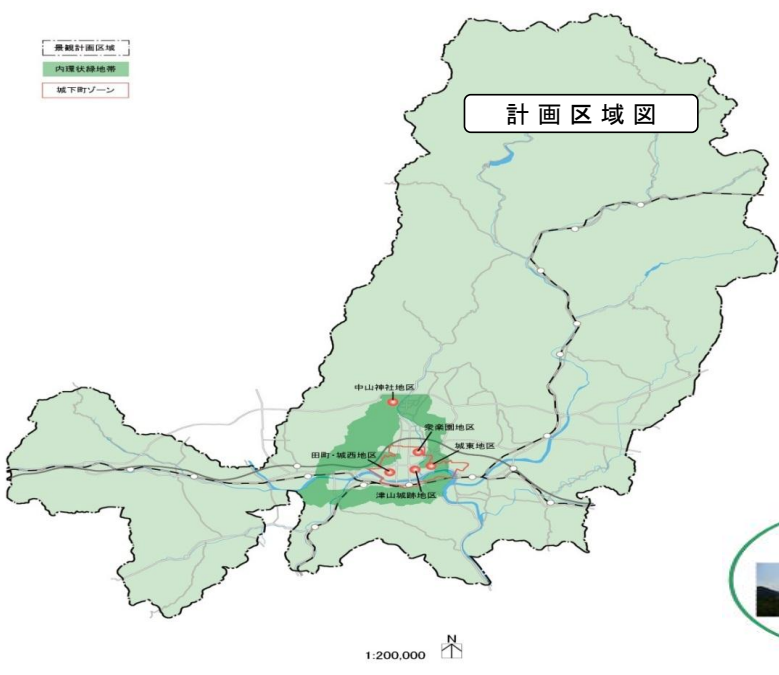 景観計画区域
内環状緑地帯
城下町ゾーン
計画区域図
中山神社地区
衆楽園地区
城東地区
田町・城西地区
津山城跡地区
1:200,000
N